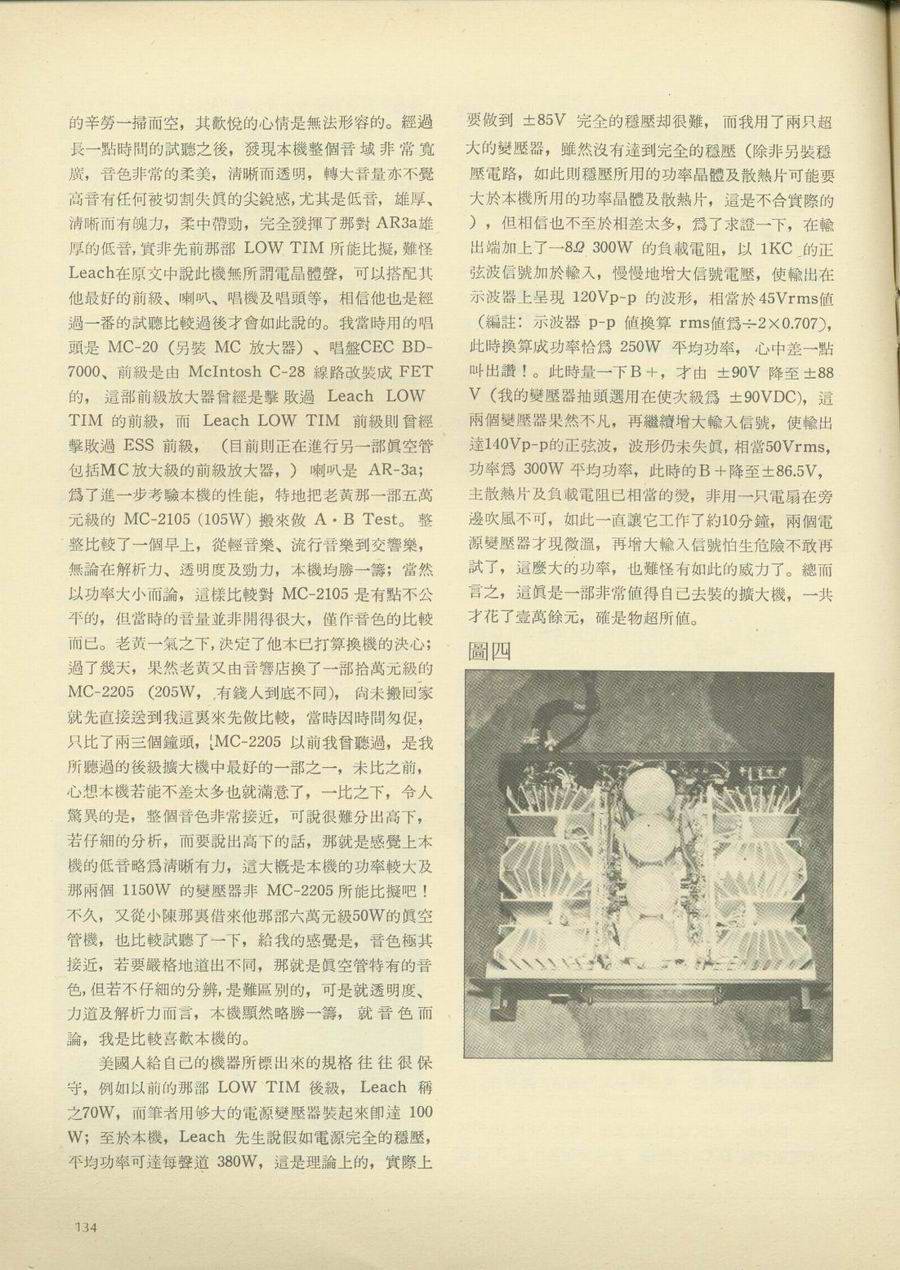 的辛勞一掃而空，其歡悅的心情是無法形容的。經過
長一點時間的試聽之後，發現本機整個音域非常寬
廣，音色非常的柔美，清晰而透明，轉大音量亦不覺
高音有任何被切割失眞的尖銳感，尤其是低音，雄厚、
清晰而有魄力，柔中帶勁，完全發揮了那對 AR3a雄
厚的低音，實非先前那部 LOW TIM 所能比擬，難怪
Leach在原文中說此機無所謂電晶體聲，可以搭配其
他最好的前級、喇叭、唱機及唱頭等，相信他也是經
過一番的試聽比較過後才會如此說的。我當時用的唱
頭是 MC-20（另裝 MC 放大器）、唱盤CEC BD-
7000、前級是由 McIntosh C-28 線路改裝成 FET
的，這部前級放大器曾經是擊敗過 Leach LOW
TIM 的前級，而 Leach LOW TIM 前級則曾經
擊敗過 ESS 前級，（目前則正在進行另一部眞空管
包括MC放大級的前級放大器，）喇叭是 AR-3a；
爲了進一步考驗本機的性能，特地把老黃那一部五萬
元級的 MC-2105 (105W) 搬來做 A·B Test。整
整比較了一個早上，從輕音樂、流行音樂到交響樂，
無論在解析力、透明度及勁力，本機均勝一籌；當然
以功率大小而論，這樣比較對 MC-2105 是有點不公
平的，但當時的音量並非開得很大，僅作音色的比較
而已。老黃一氣之下，決定了他本已打算換機的決心；
過了幾天，果然老黃又由音響店換了一部拾萬元級的
MC-2205 (205W，有錢人到底不同)，尙未搬回家
就先直接送到我這裏來先做比較，當時因時間匆促，
只比了兩三個鐘頭，MC-2205 以前我曾聽過，是我
所聽過的後級擴大機中最好的一部之一，未比之前，
心想本機若能不差太多也就滿意了，一比之下，令人
驚異的是，整個音色非常接近，可說很難分出高下，
若仔細的分析，而要說出高下的話，那就是感覺上本
機的低音略爲清晰有力，這大概是本機的功率較大及
那兩個 1150W 的變壓器非 MC-2205 所能比擬吧！
不久，又從小陳那裏借來他那部六萬元級50W的眞空
管機，也比較試聽了一下，給我的感覺是，音色極其
接近，若要嚴格地道出不同，那就是眞空管特有的音
色，但若不仔細的分辨，是難區別的，可是就透明度、
力道及解析力而言，本機顯然略勝一籌，就音色而
論，我是比較喜歡本機的。
美國人給自己的機器所標出來的規格往往很保
守，例如以前的那部 LOW TIM 後級，Leach 稱
之70W，而筆者用够大的電源變壓器裝起來即達 100
W；至於本機，Leach 先生說假如電源完全的穩壓，
平均功率可達每聲道 380W，這是理論上的，實際上
要做到 ±85V 完全的穩壓却很難，而我用了兩只超
大的變壓器，雖然沒有達到完全的穩壓（除非另裝穩
壓電路，如此則穩壓所用的功率晶體及散熱片可能要
大於本機所用的功率晶體及散熱片，這是不合實際的
），但相信也不至於相差太多，爲了求證一下，在輸
出端加上了一8Ω 300W 的負載電阻，以 1KC 的正
弦波信號加於輸入，慢慢地增大信號電壓，使輸出在
示波器上呈現 120Vp-p 的波形，相當於45Vrms値
（編註：示波器 p-p 値換算 rms値爲÷2×0.707），
此時換算成功率恰爲 250W 平均功率，心中差一點
叫出讚！。此時量一下B＋，才由 ±90V 降至±88
V（我的變壓器抽頭選用在使次級爲 ±90VDC)，這
兩個變壓器果然不凡，再繼續增大輸入信號，使輸出
達140Vp-p的正弦波，波形仍未失眞，相當50Vrms，
功率爲 300W 平均功率，此時的B＋降至±86.5V，
主散熱片及負載電阻已相當的燙，非用一只電扇在旁
邊吹風不可，如此一直讓它工作了約10分鐘，兩個電
源變壓器才現微溫，再增大輸入信號怕生危險不敢再
試了，這麼大的功率，也難怪有如此的威力了。總而
言之，這眞是一部非常値得自己去裝的擴大機，一共
才花了壹萬餘元，確是物超所値。
圖四
134